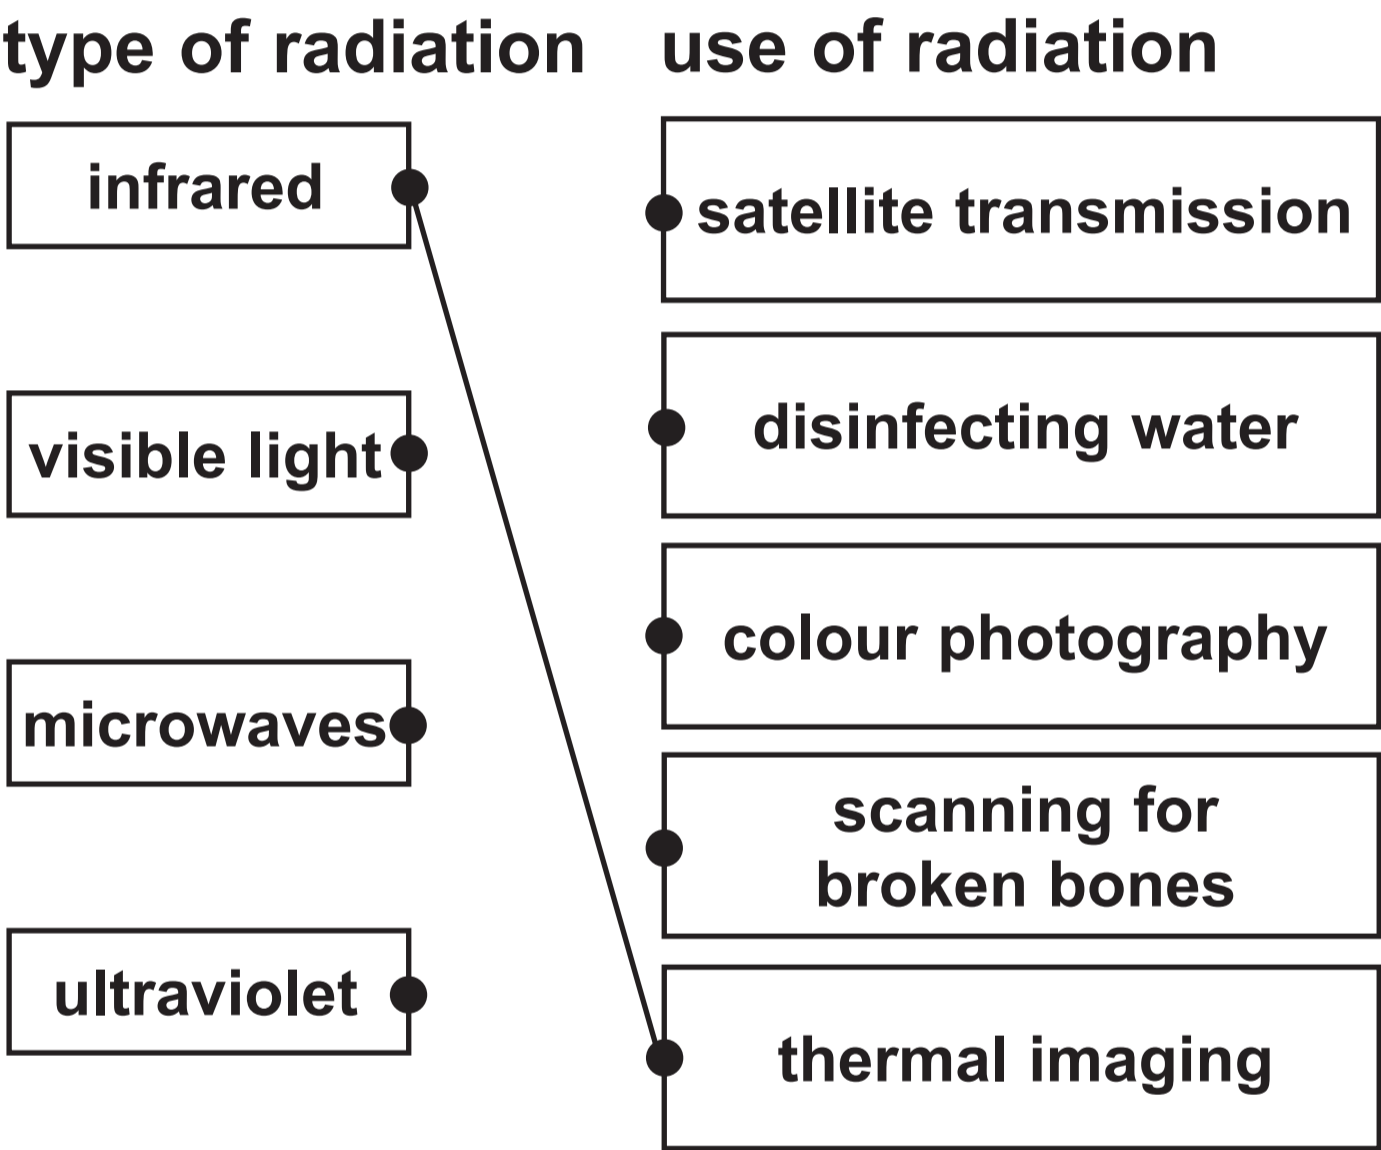 type of radiation
use of radiation
infrared
visible light
microwaves
ultraviolet
satellite transmission
disinfecting water
colour photography
scanning for
broken bones
thermal imaging